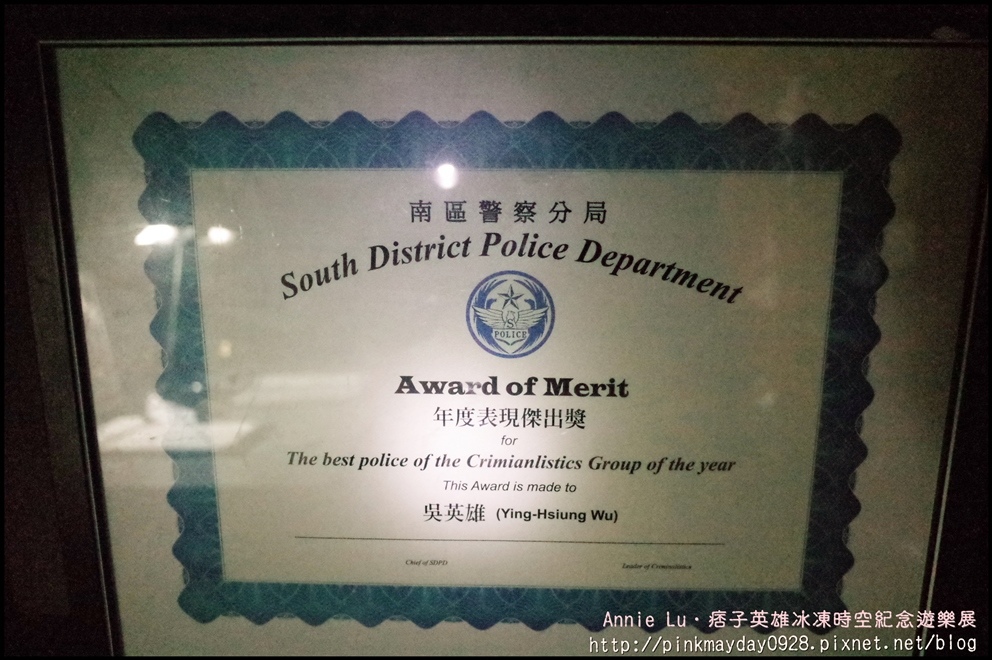 南區警察分局
South District Police Department
S
POLICE
Award of Merit
年度表現傑出獎
for
The best police of the Crimianlistics Group of the year
This Award is made to
吳英雄 (Ying-Hsiung Wu)
Chief of SDPD
Leader of Criminalistics
Annie Lu‧痞子英雄冰凍時空紀念遊樂展
http://pinkmayday0928.pixnet.net/blog